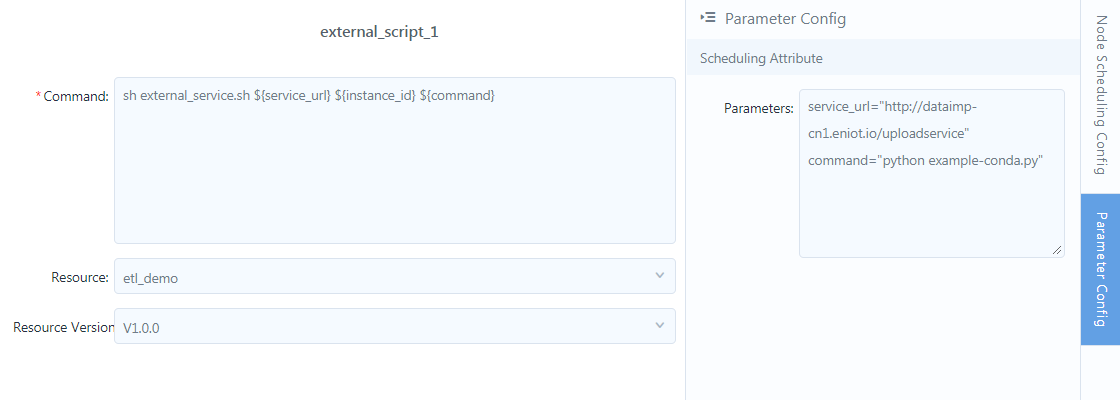 external_script_1
*Command:
sh external_service.sh ${service_url} ${instance_id} ${command}
Resource:
etl_demo
Resource Version
V1.0.0
Parameter Config
Scheduling Attribute
Parameters:
service_url="http://dataimp-
cn1.eniot.io/uploadservice"
command="python example-conda.py"
Node Scheduling Config
Parameter Config